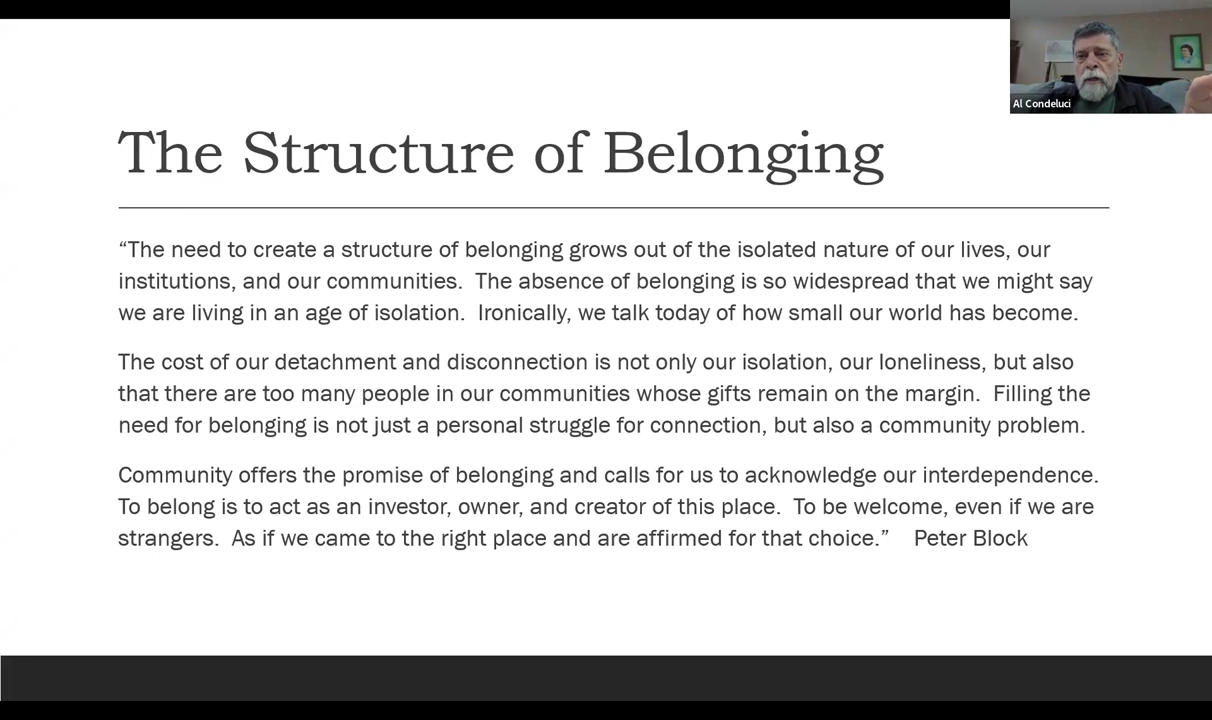 Al Condeluci
The Structure of Belonging
“The need to create a structure of belonging grows out of the isolated nature of our lives, our
institutions, and our communities.  The absence of belonging is so widespread that we might say
we are living in an age of isolation.  Ironically, we talk today of how small our world has become.
The cost of our detachment and disconnection is not only our isolation, our loneliness, but also
that there are too many people in our communities whose gifts remain on the margin.  Filling the
need for belonging is not just a personal struggle for connection, but also a community problem.
Community offers the promise of belonging and calls for us to acknowledge our interdependence.
To belong is to act as an investor, owner, and creator of this place.  To be welcome, even if we are
strangers.  As if we came to the right place and are affirmed for that choice.”    Peter Block